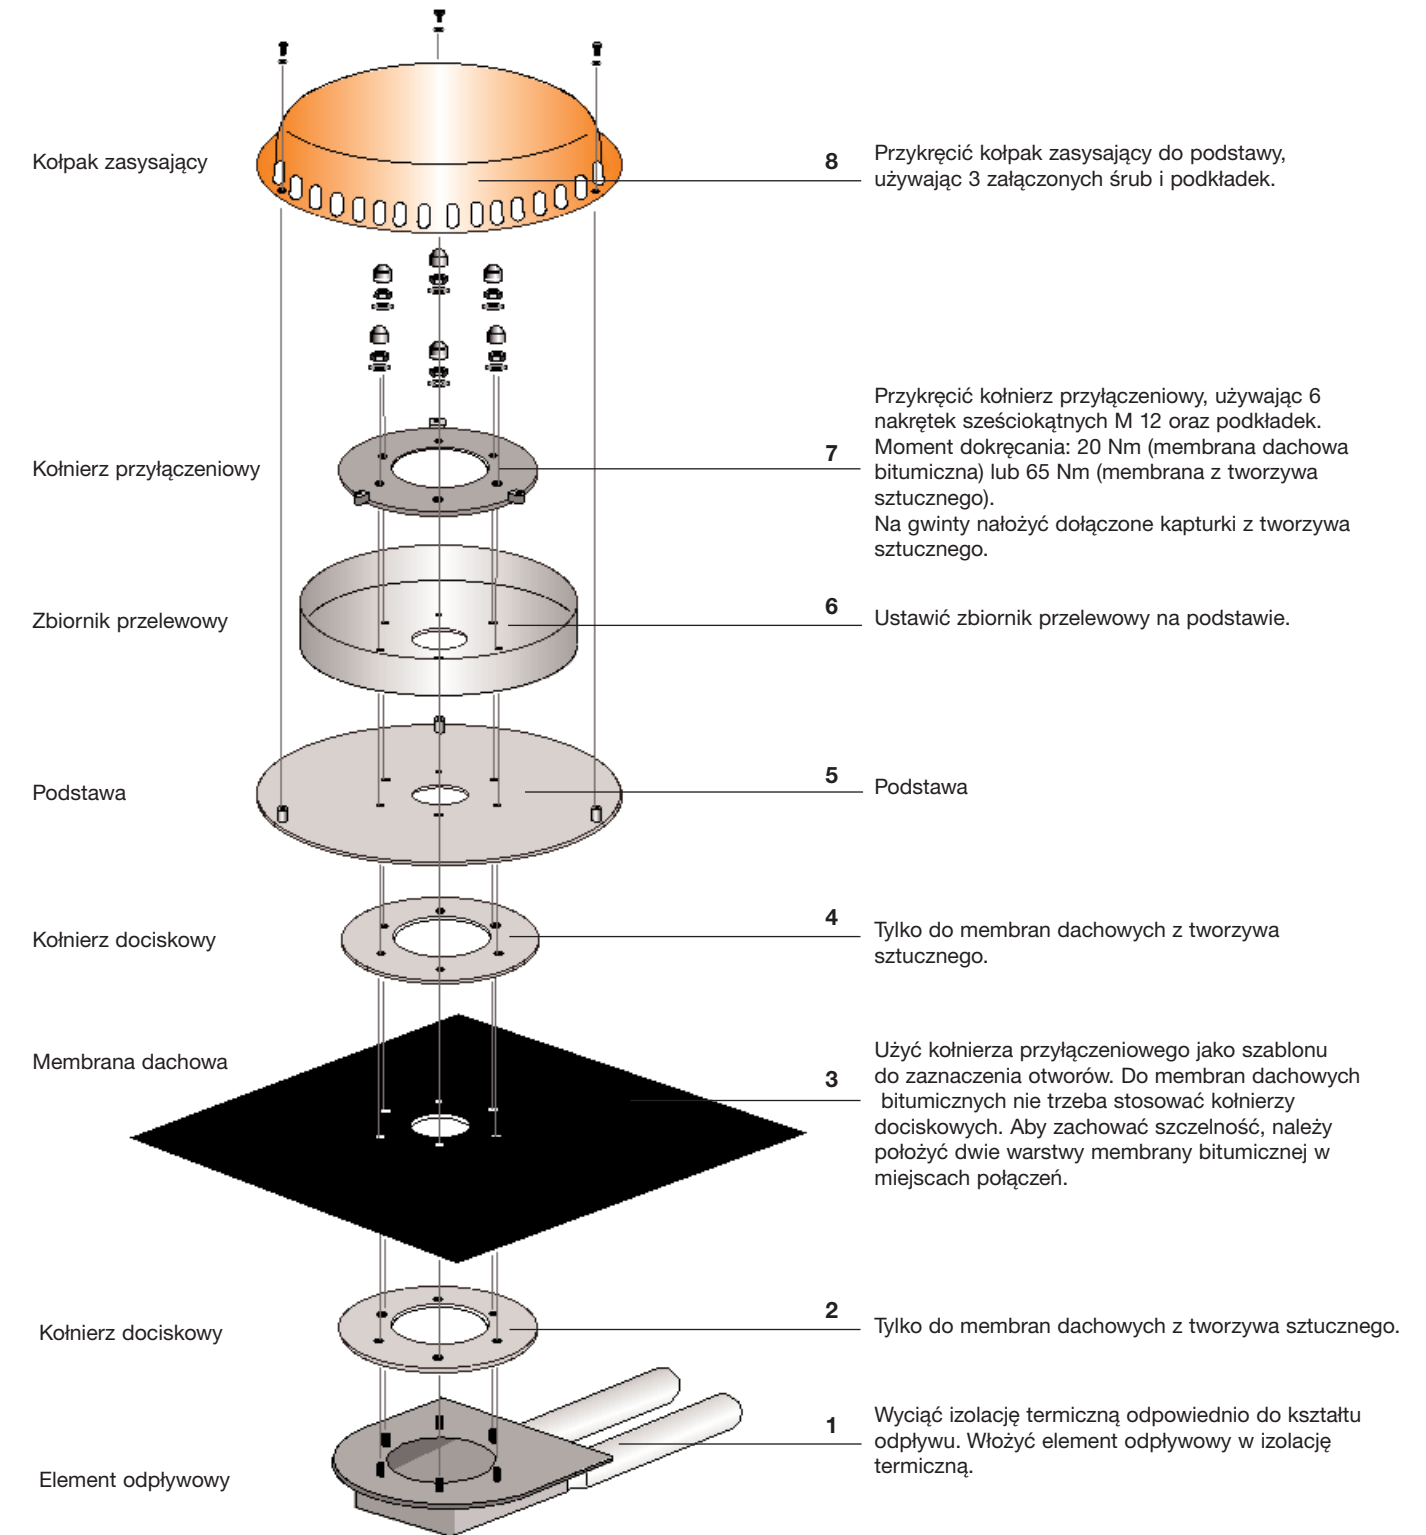 Kołpak zasysający
8
Przykręcić kołpak zasysający do podstawy,
używając 3 załączonych śrub i podkładek.
Kołnierz przyłączeniowy
7
Przykręcić kołnierz przyłączeniowy, używając 6
nakrętek sześciokątnych M 12 oraz podkładek.
Moment dokręcania: 20 Nm (membrana dachowa
bitumiczna) lub 65 Nm (membrana z tworzywa
sztucznego).
Na gwinty nałożyć dołączone kapturki z tworzywa
sztucznego.
Zbiornik przelewowy
6
Ustawić zbiornik przelewowy na podstawie.
Podstawa
5
Podstawa
Kołnierz dociskowy
4
Tylko do membran dachowych z tworzywa
sztucznego.
Membrana dachowa
3
Użyć kołnierza przyłączeniowego jako szablonu
do zaznaczenia otworów. Do membran dachowych
bitumicznych nie trzeba stosować kołnierzy
dociskowych. Aby zachować szczelność, należy
położyć dwie warstwy membrany bitumicznej w
miejscach połączeń.
Kołnierz dociskowy
2
Tylko do membran dachowych z tworzywa sztucznego.
Element odpływowy
1
Wyciąć izolację termiczną odpowiednio do kształtu
odpływu. Włożyć element odpływowy w izolację
termiczną.